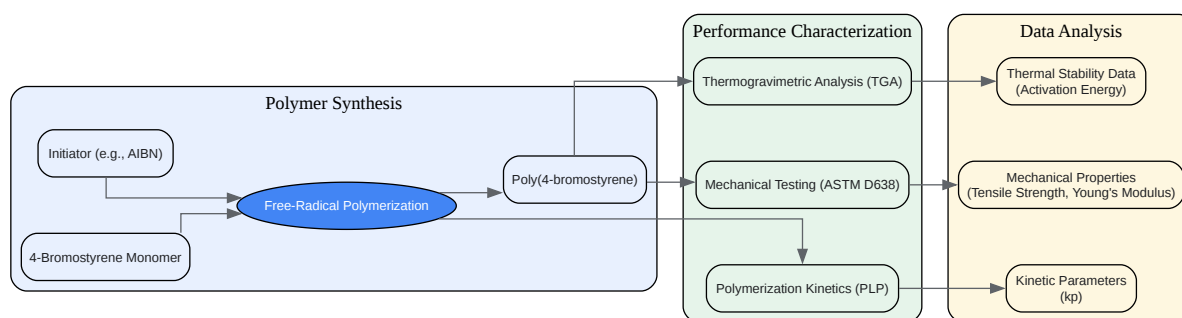 Polymer Synthesis
Initiator (e.g., AIBN)
4-Bromostyrene Monomer
Free-Radical Polymerization
Poly(4-bromostyrene)
Performance Characterization
Thermogravimetric Analysis (TGA)
Mechanical Testing (ASTM D638)
Polymerization Kinetics (PLP)
Data Analysis
Thermal Stability Data
(Activation Energy)
Mechanical Properties
(Tensile Strength, Young's Modulus)
Kinetic Parameters
(kp)